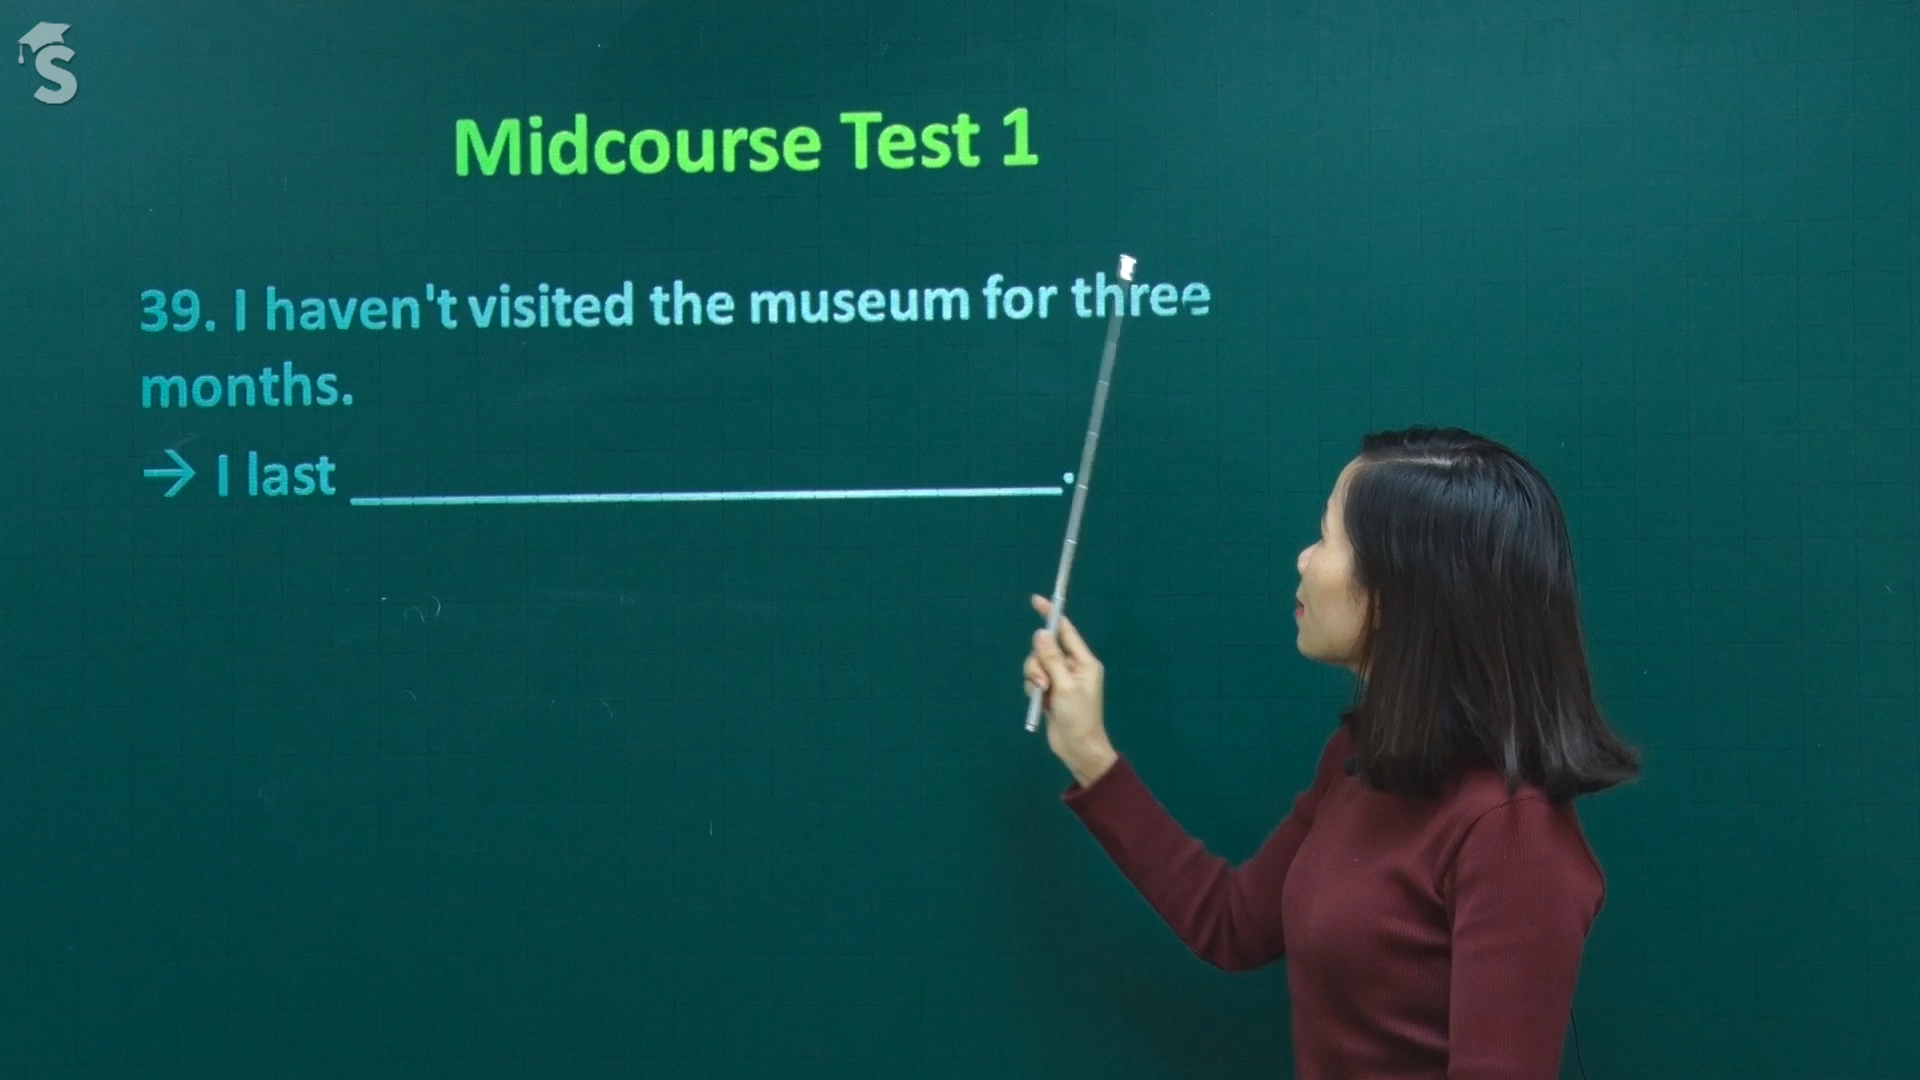 S
Midcourse Test 1
39. I haven't visited the museum for three
months.
→ I last ______________________.